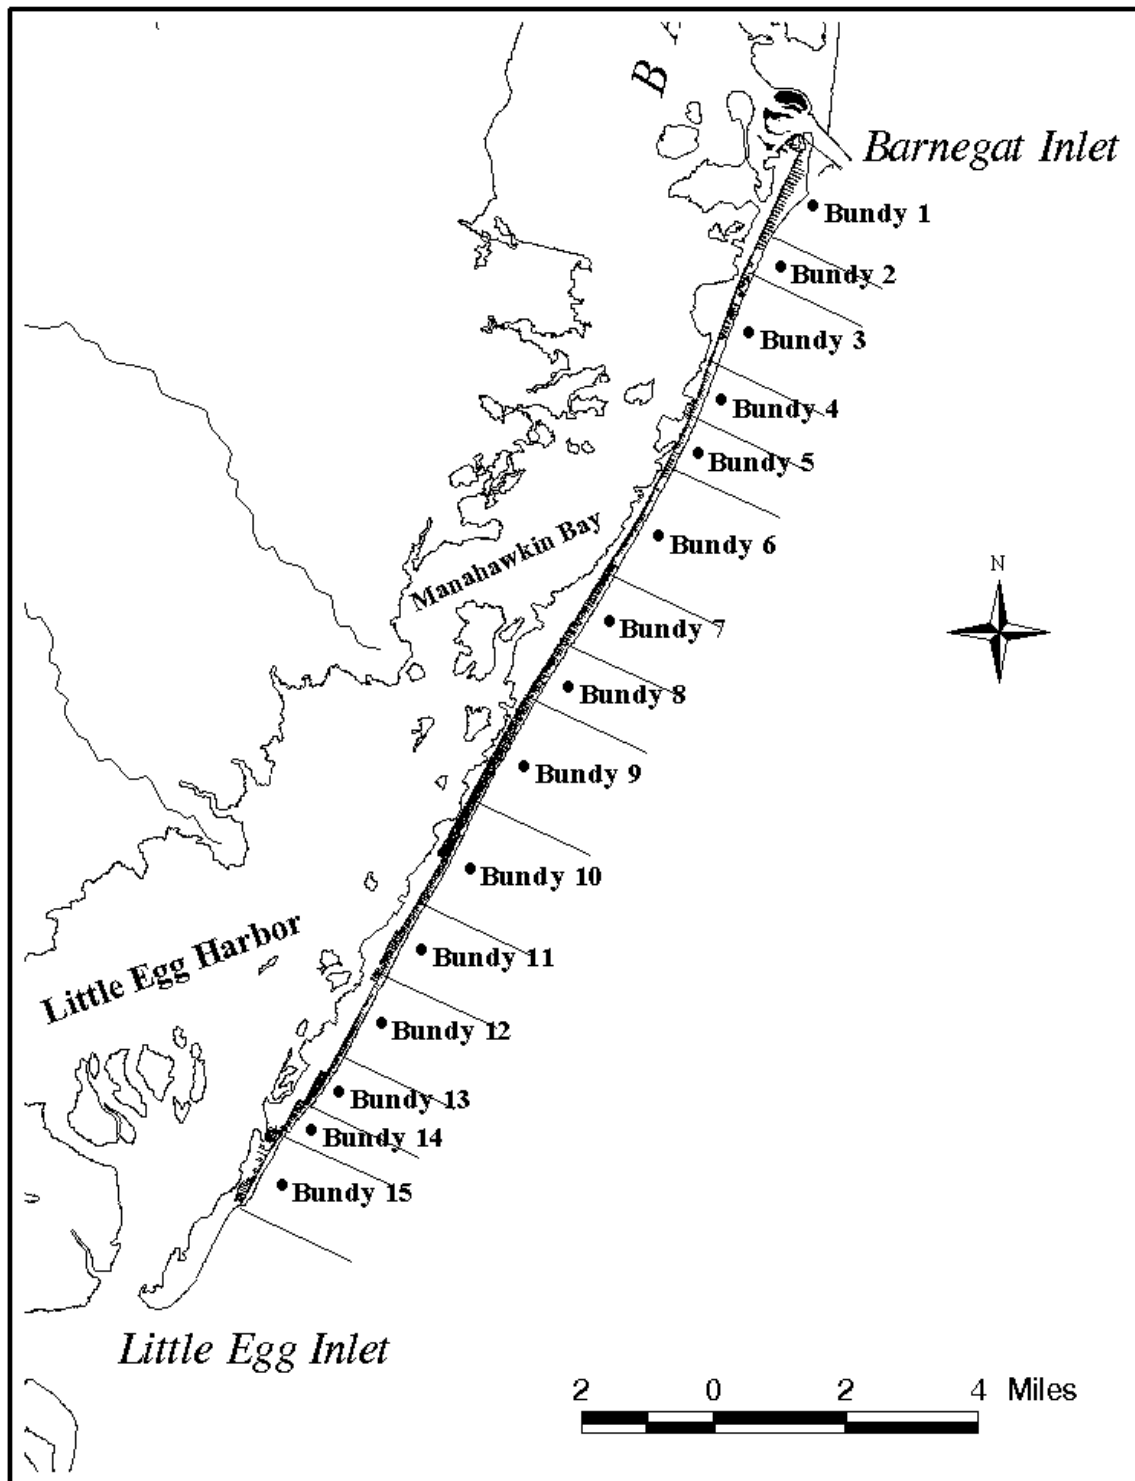 B A
Barnegat Inlet
Bundy 1
Bundy 2
Bundy 3
Bundy 4
Bundy 5
Manahawkin Bay
Bundy 6
N
Bundy 7
Bundy 8
Bundy 9
Bundy 10
Little Egg Harbor
Bundy 11
Bundy 12
Bundy 13
Bundy 14
Bundy 15
Little Egg Inlet
2 0 2 4 Miles